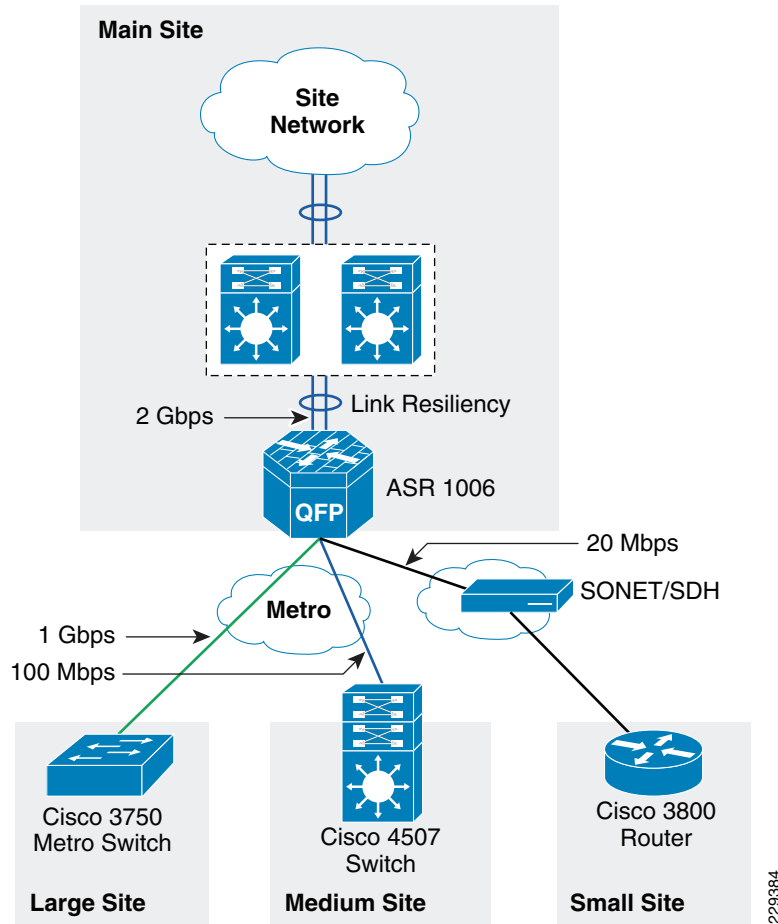 Main Site
Site
Network
2 Gbps
Link Resiliency
ASR 1006
QFP
20 Mbps
SONET/SDH
Metro
1 Gbps
100 Mbps
Cisco 3750
Metro Switch
Cisco 4507
Switch
Cisco 3800
Router
Large Site
Medium Site
Small Site
229384